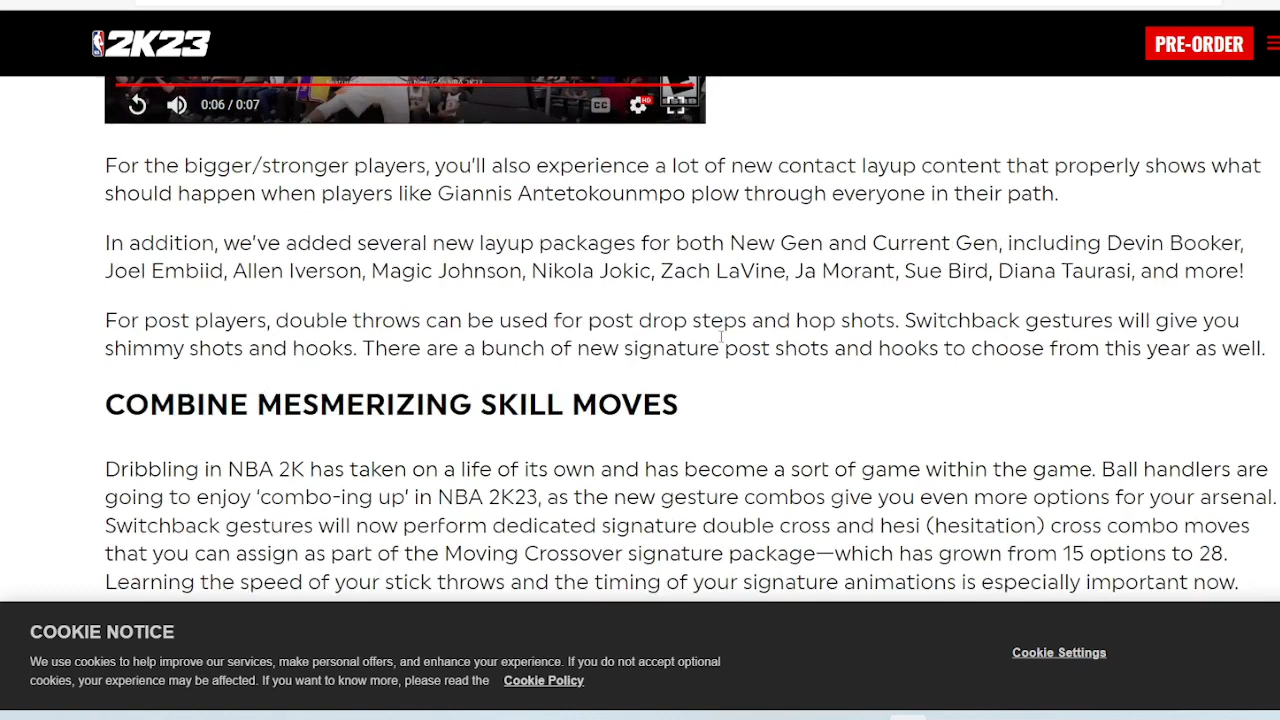 2K23
PRE-ORDER
0:06 / 0:07
CC
HD
For the bigger/stronger players, you'll also experience a lot of new contact layup content that properly shows what
should happen when players like Giannis Antetokounmpo plow through everyone in their path.
In addition, we've added several new layup packages for both New Gen and Current Gen, including Devin Booker,
Joel Embiid, Allen Iverson, Magic Johnson, Nikola Jokic, Zach LaVine, Ja Morant, Sue Bird, Diana Taurasi, and more!
For post players, double throws can be used for post drop steps and hop shots. Switchback gestures will give you
shimmy shots and hooks. There are a bunch of new signature post shots and hooks to choose from this year as well.
COMBINE MESMERIZING SKILL MOVES
Dribbling in NBA 2K has taken on a life of its own and has become a sort of game within the game. Ball handlers are
going to enjoy ‘combo-ing up’ in NBA 2K23, as the new gesture combos give you even more options for your arsenal.
Switchback gestures will now perform dedicated signature double cross and hesi (hesitation) cross combo moves
that you can assign as part of the Moving Crossover signature package—which has grown from 15 options to 28.
Learning the speed of your stick throws and the timing of your signature animations is especially important now.
COOKIE NOTICE
We use cookies to help improve our services, make personal offers, and enhance your experience. If you do not accept optional
cookies, your experience may be affected. If you want to know more, please read the Cookie Policy
Cookie Settings